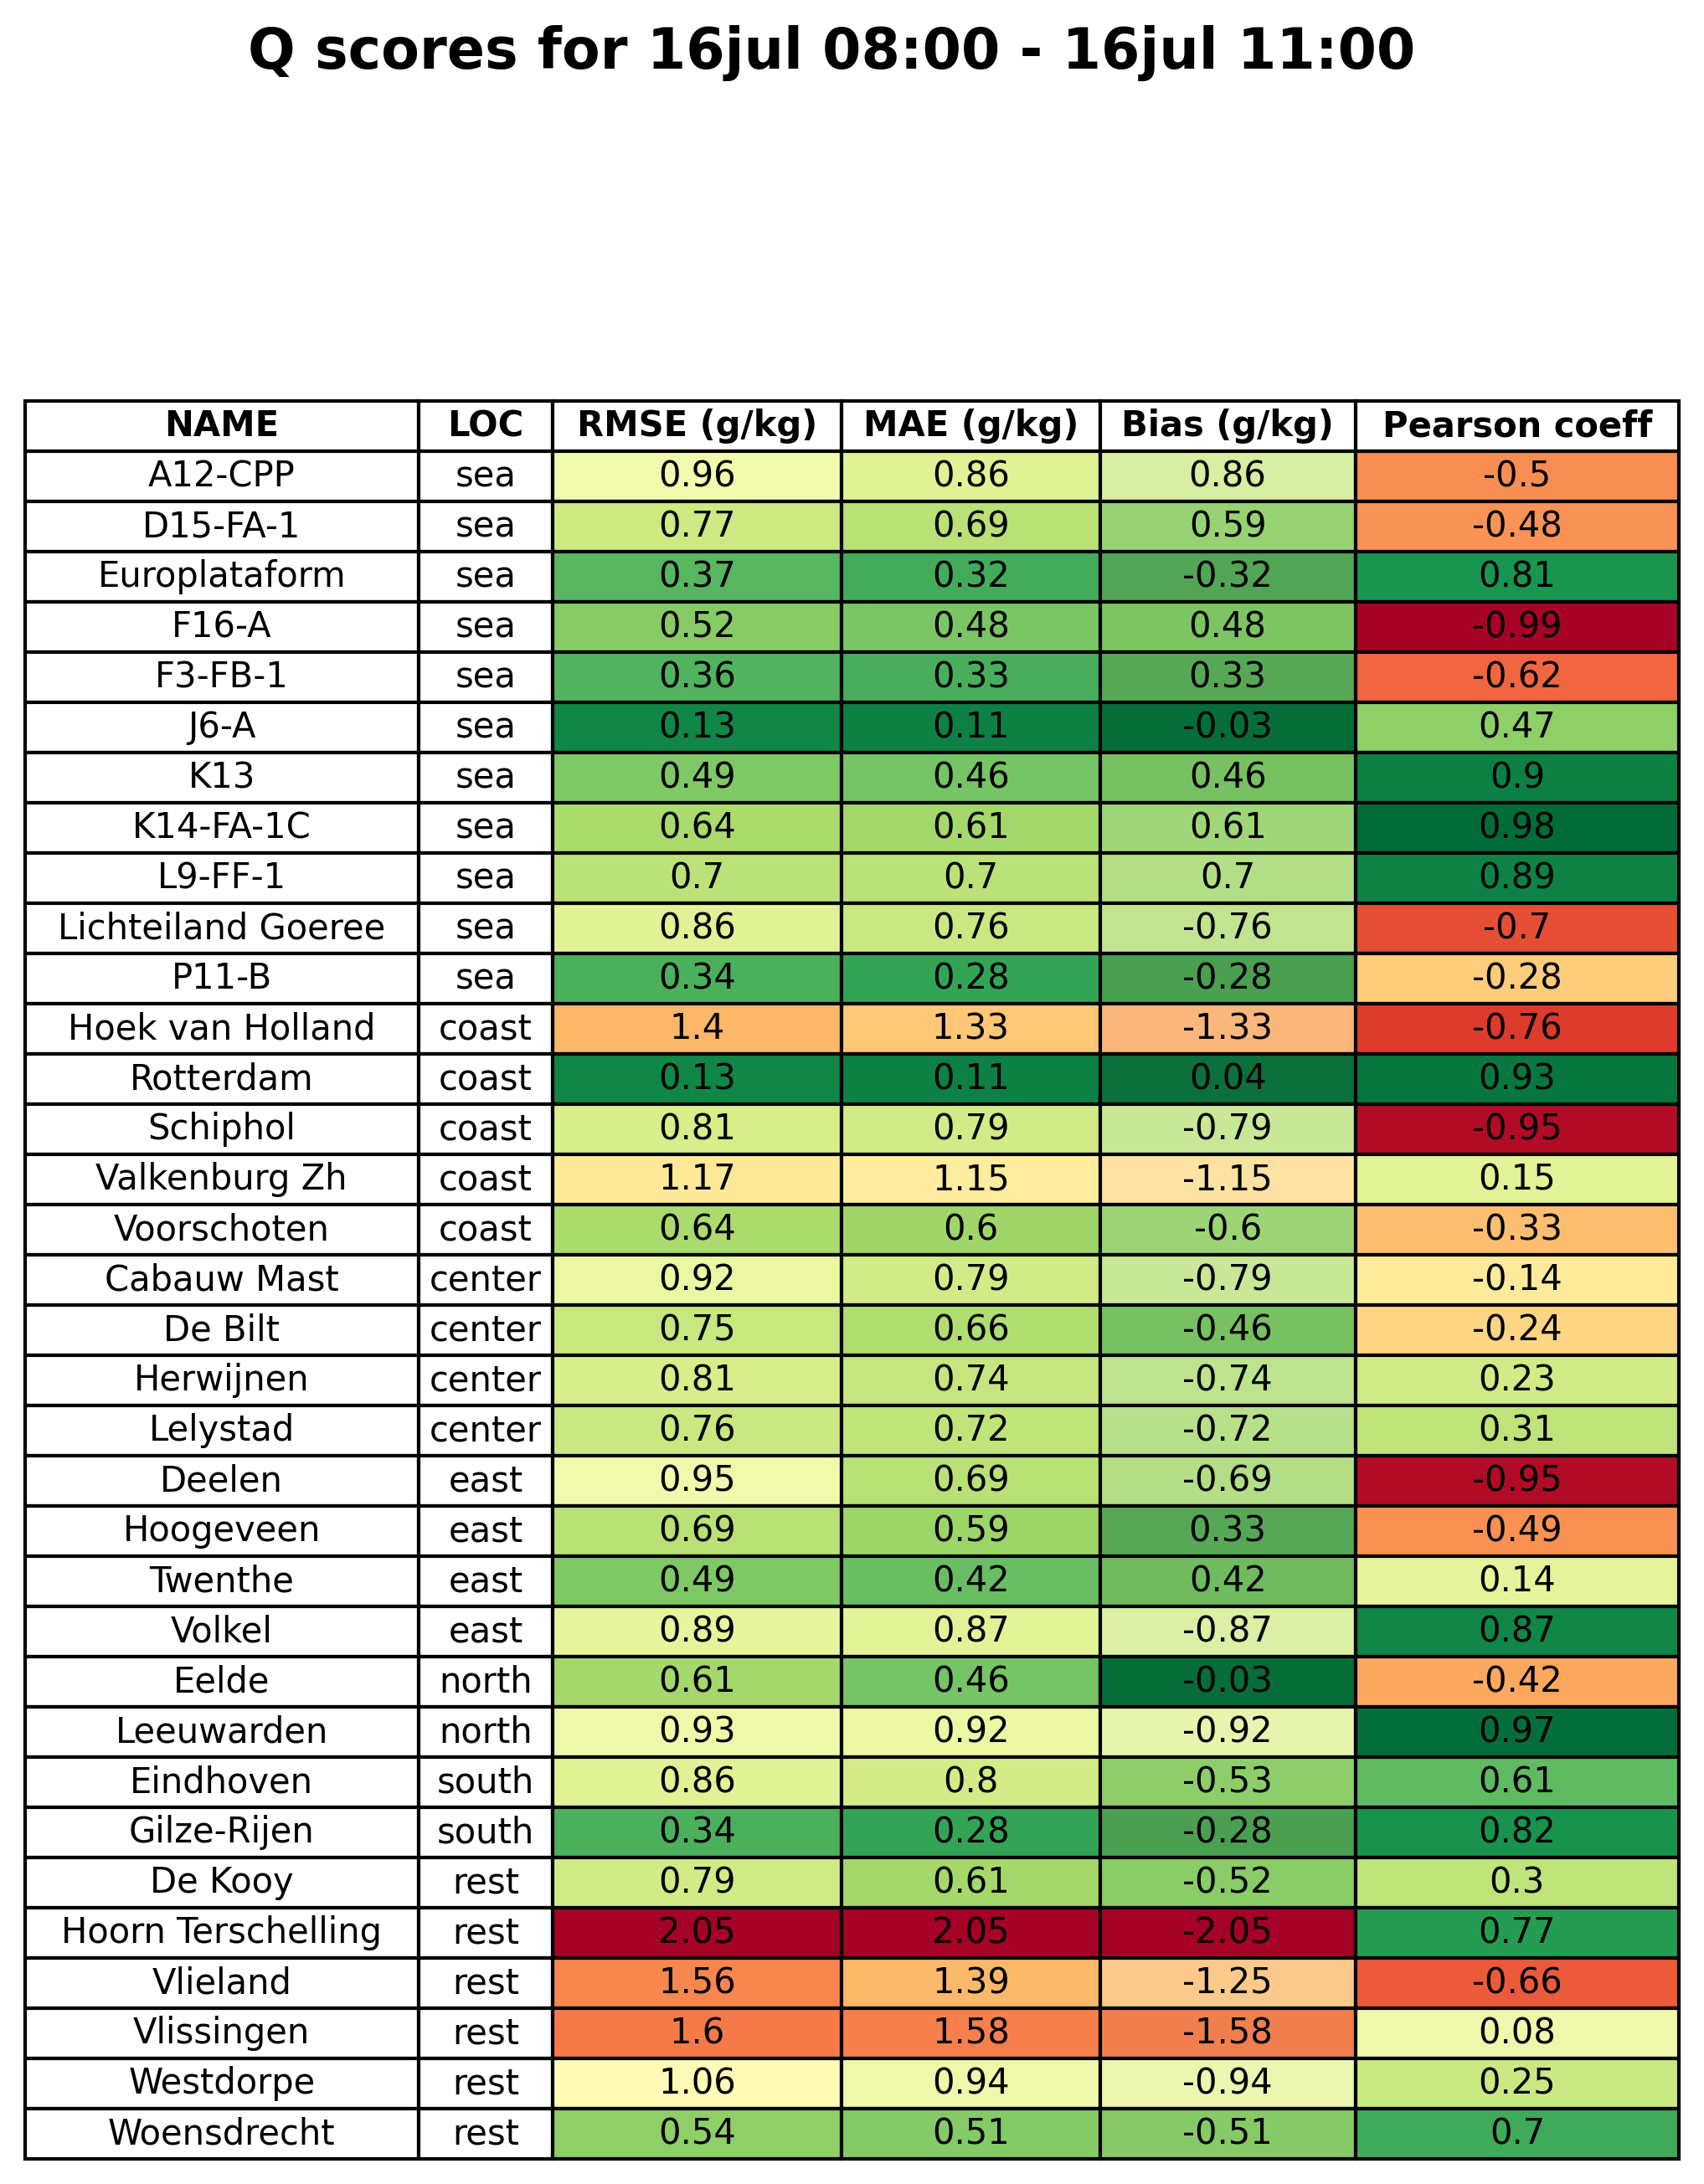 Q scores for 16jul 08:00 - 16jul 11:00
NAME LOC RMSE (g/kg) MAE (g/kg) Bias (g/kg) Pearson coeff
A12-CPP sea 0.96 0.86 0.86 -0.5
D15-FA-1 sea 0.77 0.69 0.59 -0.48
Europlataform sea 0.37 0.32 -0.32 0.81
F16-A sea 0.52 0.48 0.48 -0.99
F3-FB-1 sea 0.36 0.33 0.33 -0.62
J6-A sea 0.13 0.11 -0.03 0.47
K13 sea 0.49 0.46 0.46 0.9
K14-FA-1C sea 0.64 0.61 0.61 0.98
L9-FF-1 sea 0.7 0.7 0.7 0.89
Lichteiland Goeree sea 0.86 0.76 -0.76 -0.7
P11-B sea 0.34 0.28 -0.28 -0.28
Hoek van Holland coast 1.4 1.33 -1.33 -0.76
Rotterdam coast 0.13 0.11 0.04 0.93
Schiphol coast 0.81 0.79 -0.79 -0.95
Valkenburg Zh coast 1.17 1.15 -1.15 0.15
Voorschoten coast 0.64 0.6 -0.6 -0.33
Cabauw Mast center 0.92 0.79 -0.79 -0.14
De Bilt center 0.75 0.66 -0.46 -0.24
Herwijnen center 0.81 0.74 -0.74 0.23
Lelystad center 0.76 0.72 -0.72 0.31
Deelen east 0.95 0.69 -0.69 -0.95
Hoogeveen east 0.69 0.59 0.33 -0.49
Twenthe east 0.49 0.42 0.42 0.14
Volkel east 0.89 0.87 -0.87 0.87
Eelde north 0.61 0.46 -0.03 -0.42
Leeuwarden north 0.93 0.92 -0.92 0.97
Eindhoven south 0.86 0.8 -0.53 0.61
Gilze-Rijen south 0.34 0.28 -0.28 0.82
De Kooy rest 0.79 0.61 -0.52 0.3
Hoorn Terschelling rest 2.05 2.05 -2.05 0.77
Vlieland rest 1.56 1.39 -1.25 -0.66
Vlissingen rest 1.6 1.58 -1.58 0.08
Westdorpe rest 1.06 0.94 -0.94 0.25
Woensdrecht rest 0.54 0.51 -0.51 0.7